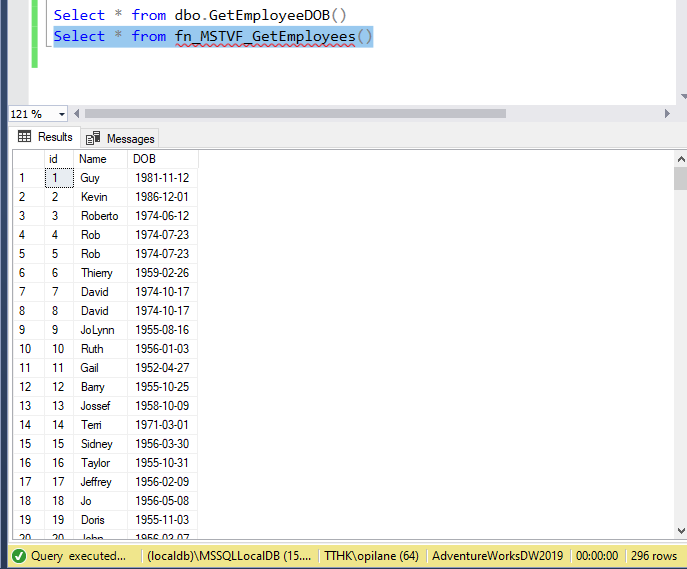 Select * from dbo.GetEmployeeDOB()
Select * from fn_MSTVF_GetEmployees()
121 %
Results Messages
id Name DOB
1 1 Guy 1981-11-12
2 2 Kevin 1986-12-01
3 3 Roberto 1974-06-12
4 4 Rob 1974-07-23
5 5 Rob 1974-07-23
6 6 Thierry 1959-02-26
7 7 David 1974-10-17
8 8 David 1974-10-17
9 9 JoLynn 1955-08-16
10 10 Ruth 1956-01-03
11 11 Gail 1952-04-27
12 12 Barry 1955-10-25
13 13 Jossef 1958-10-09
14 14 Terri 1971-03-01
15 15 Sidney 1956-03-30
16 16 Taylor 1955-10-31
17 17 Jeffrey 1956-02-09
18 18 Jo 1956-05-08
19 19 Doris 1955-11-03
20 20 John 1956-03-07
Query executed... (localdb)\MSSQLLocalDB (15.... TTHK\opilane (64) AdventureWorksDW2019 00:00:00 296 rows